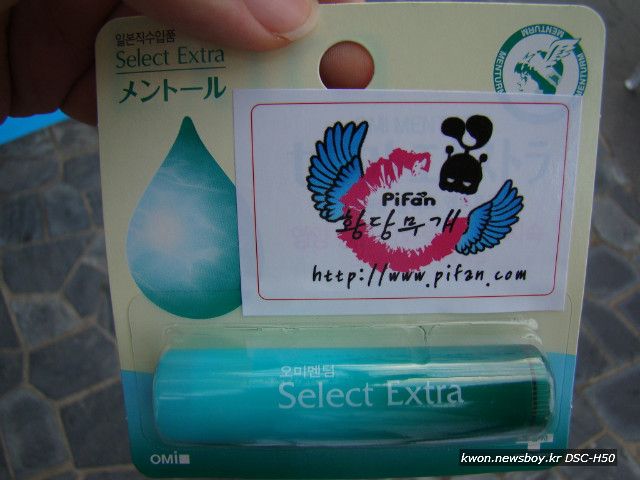 일본직수입품
Select Extra
メントール
MENTURM MENTURM
PiFan
황당무개
http://www.pifan.com
오미멘텀
Select Extra
OMI
kwon.newsboy.kr DSC-H50